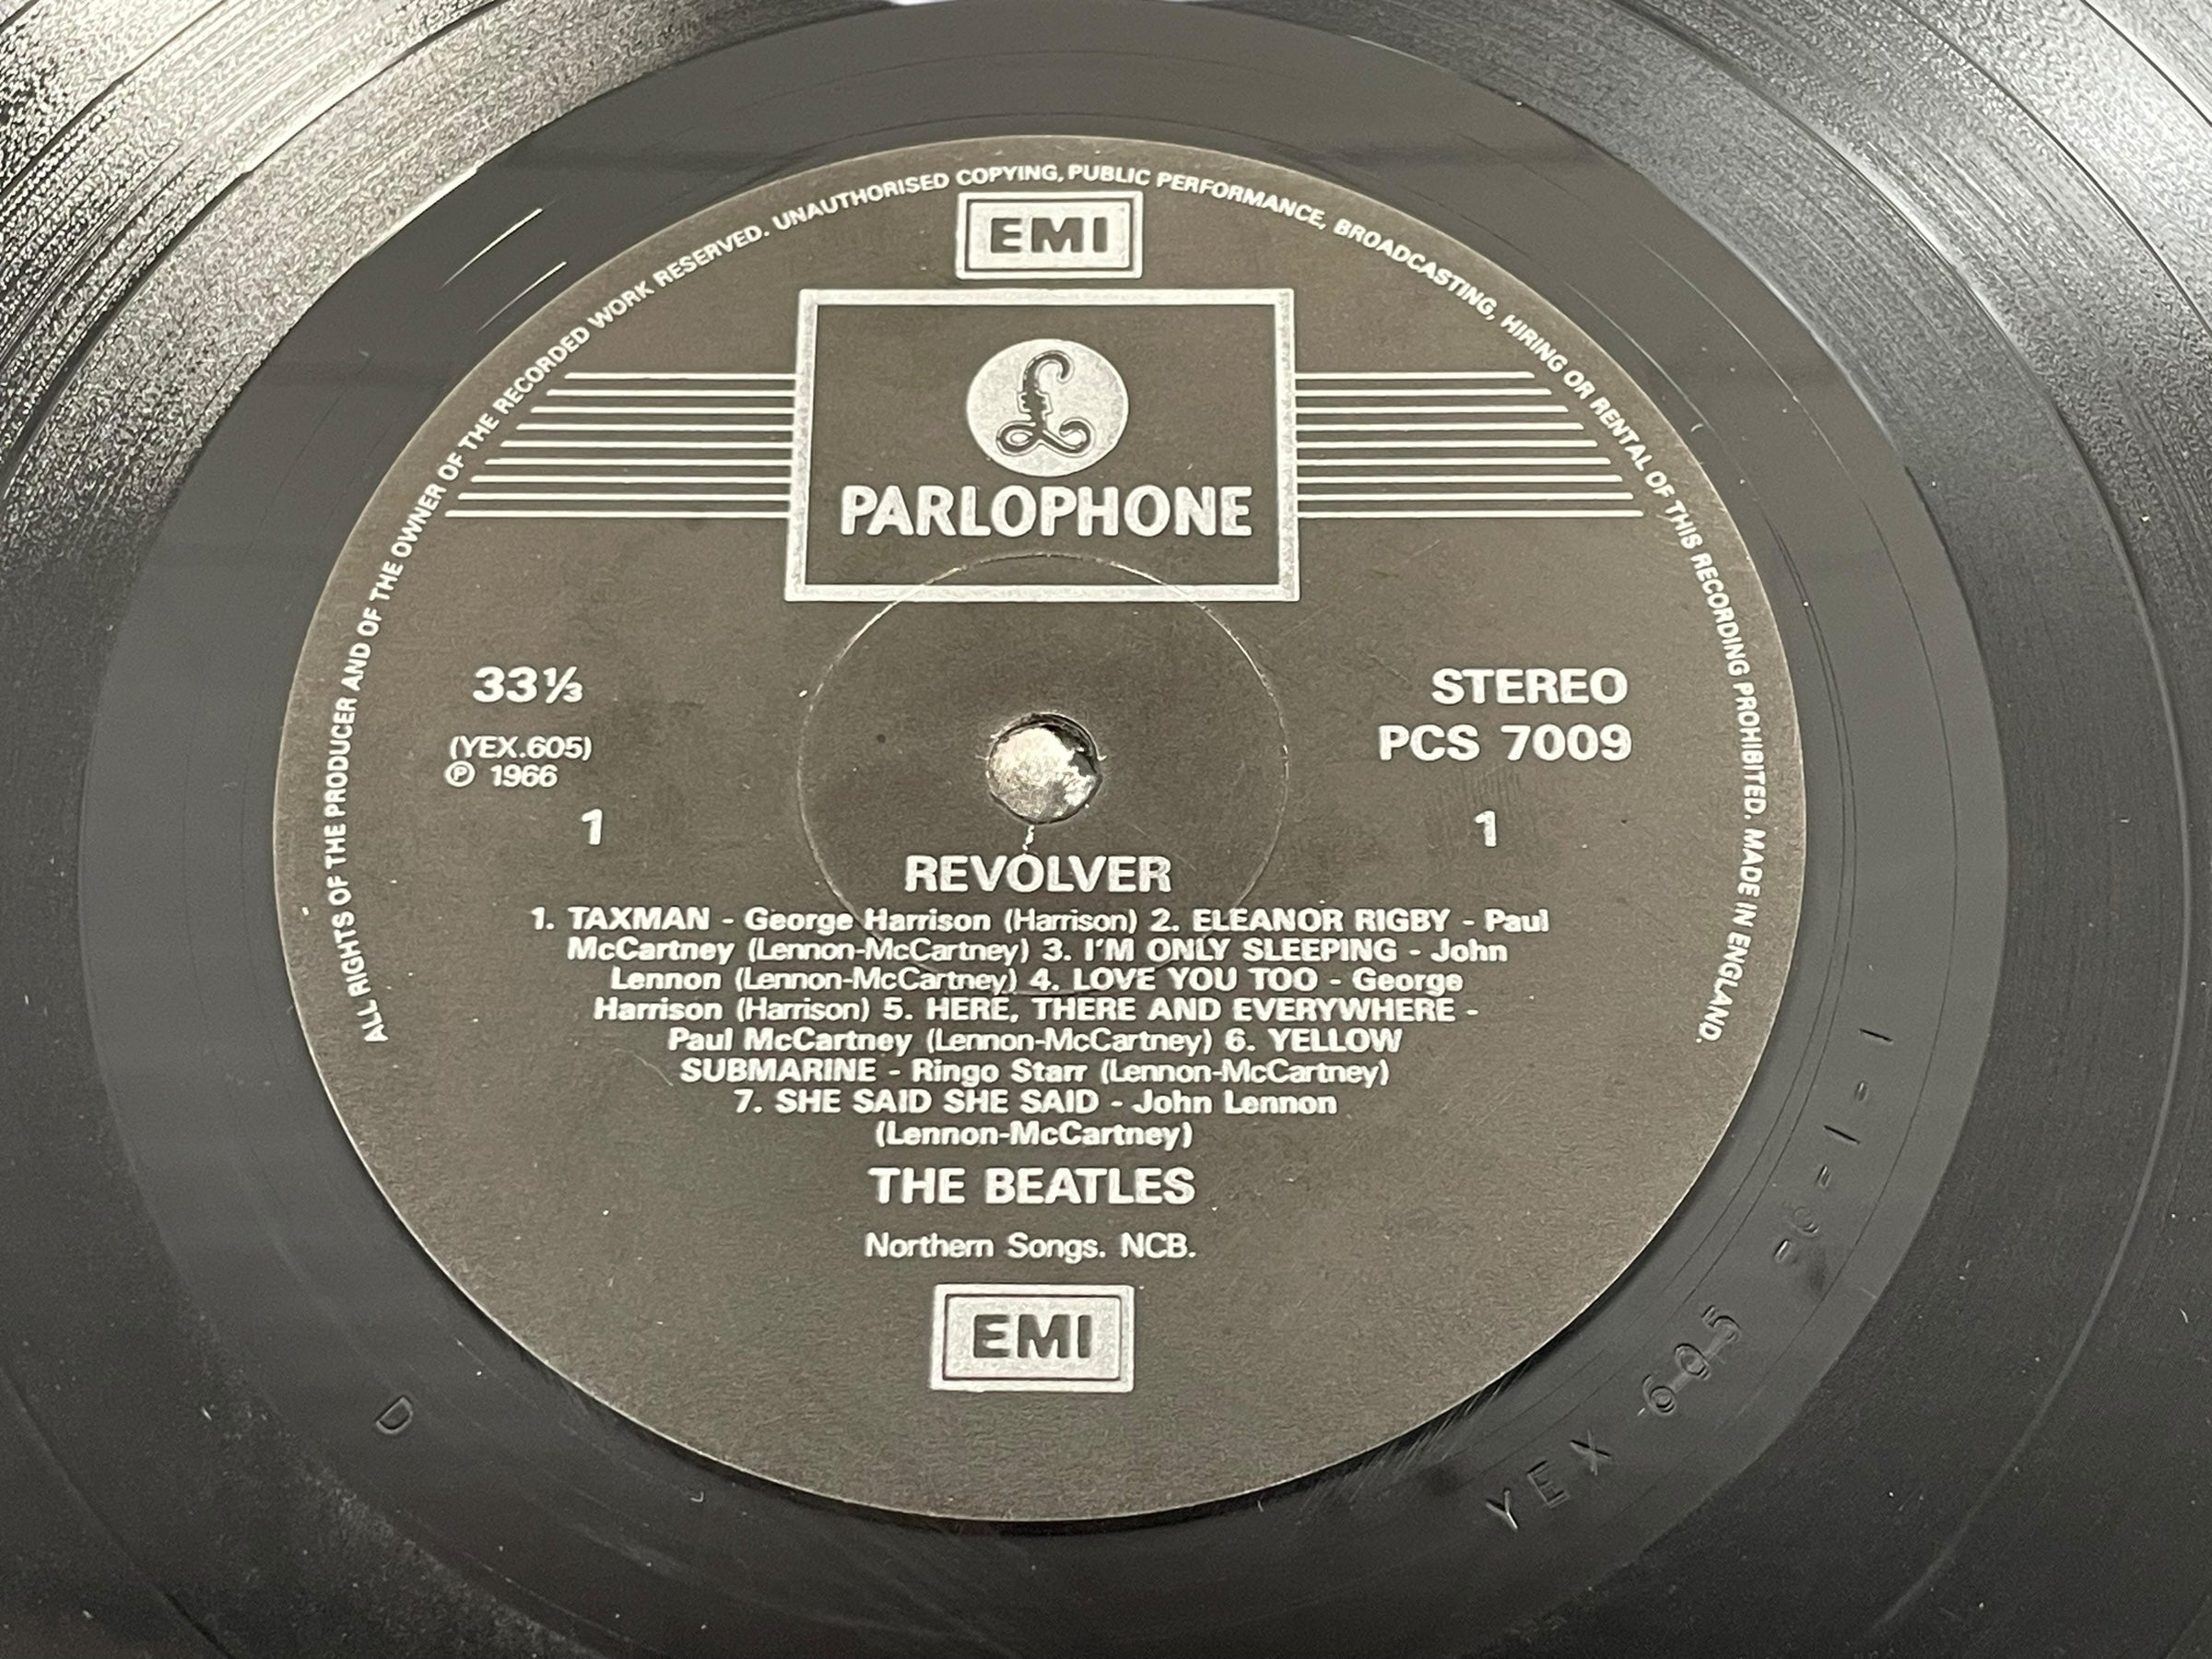 ALL RIGHTS OF THE PRODUCER AND OF THE OWNER OF THE RECORDED WORK RESERVED. UNAUTHORISED COPYING, PUBLIC PERFORMANCE, BROADCASTING, HIRING OR RENTAL OF THIS RECORDING PROHIBITED. MADE IN ENGLAND.
EMI
£
PARLOPHONE
33⅓ STEREO
(YEX.605) PCS 7009
℗ 1966
1 1
REVOLVER
1. TAXMAN - George Harrison (Harrison) 2. ELEANOR RIGBY - Paul
McCartney (Lennon-McCartney) 3. I'M ONLY SLEEPING - John
Lennon (Lennon-McCartney) 4. LOVE YOU TOO - George
Harrison (Harrison) 5. HERE, THERE AND EVERYWHERE -
Paul McCartney (Lennon-McCartney) 6. YELLOW
SUBMARINE - Ringo Starr (Lennon-McCartney)
7. SHE SAID SHE SAID - John Lennon
(Lennon-McCartney)
THE BEATLES
Northern Songs. NCB.
EMI
D
YEX 605